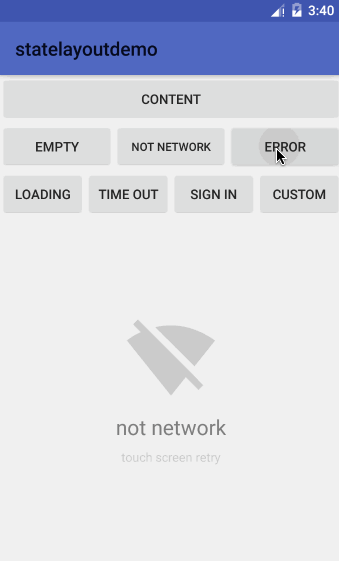 3:40
statelayoutdemo
CONTENT
EMPTY NOT NETWORK ERROR
LOADING TIME OUT SIGN IN CUSTOM
not network
touch screen retry